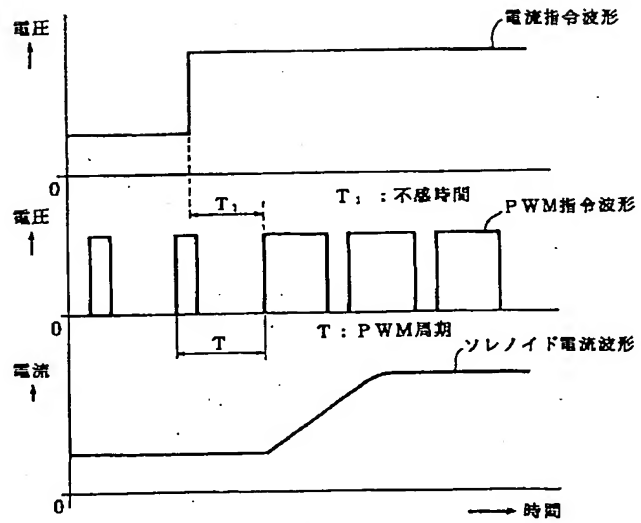 電圧
電流指令波形
0
T₁
T₁：不感時間
電圧
PWM指令波形
0
T
T：PWM周期
電流
ソレノイド電流波形
0
時間